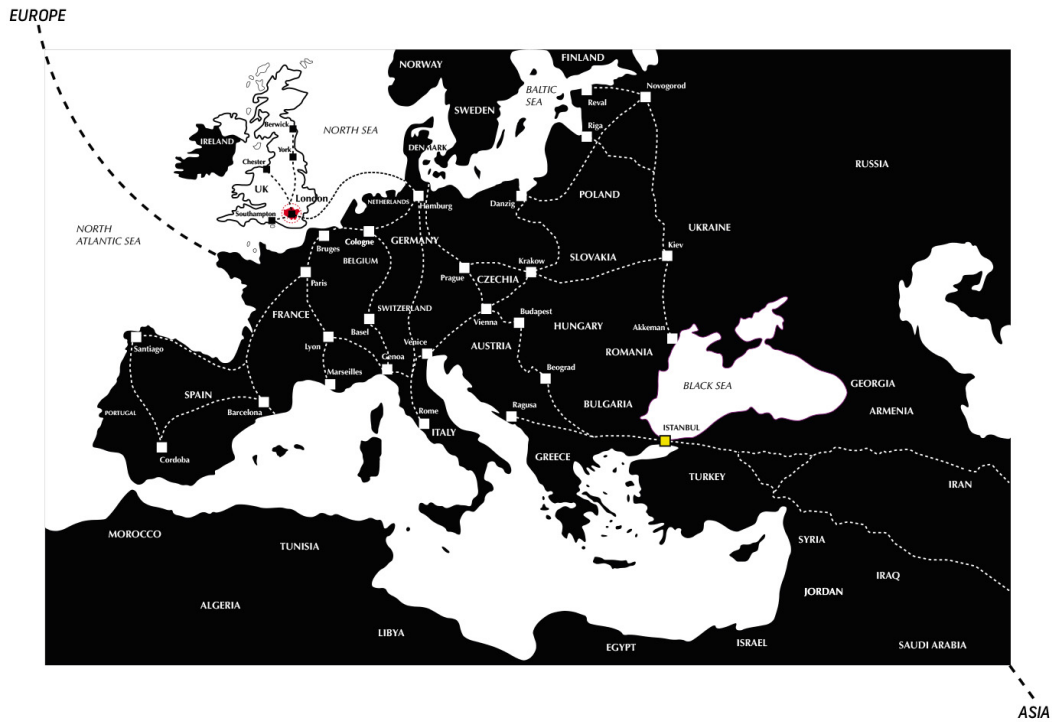 EUROPE
NORWAY
FINLAND
BALTIC
SEA
Novogorod
Reval
SWEDEN
Berwick
NORTH SEA
Riga
IRELAND
York
DENMARK
Chester
RUSSIA
UK
London
NETHERLANDS
Hamburg
Danzig
POLAND
Southampton
NORTH
ATLANTIC SEA
Bruges
Cologne
GERMANY
UKRAINE
Kiev
BELGIUM
SLOVAKIA
Krakow
Prague
CZECHIA
Paris
FRANCE
SWITZERLAND
Basel
Vienna
Budapest
HUNGARY
Akkeman
Lyon
Venice
AUSTRIA
ROMANIA
Santiago
Genoa
Marseilles
Beograd
BLACK SEA
GEORGIA
SPAIN
PORTUGAL
Barcelona
Rome
Ragusa
BULGARIA
ARMENIA
ISTANBUL
ITALY
Cordoba
GREECE
TURKEY
IRAN
MOROCCO
TUNISIA
SYRIA
IRAQ
JORDAN
ALGERIA
LIBYA
EGYPT
ISRAEL
SAUDI ARABIA
ASIA